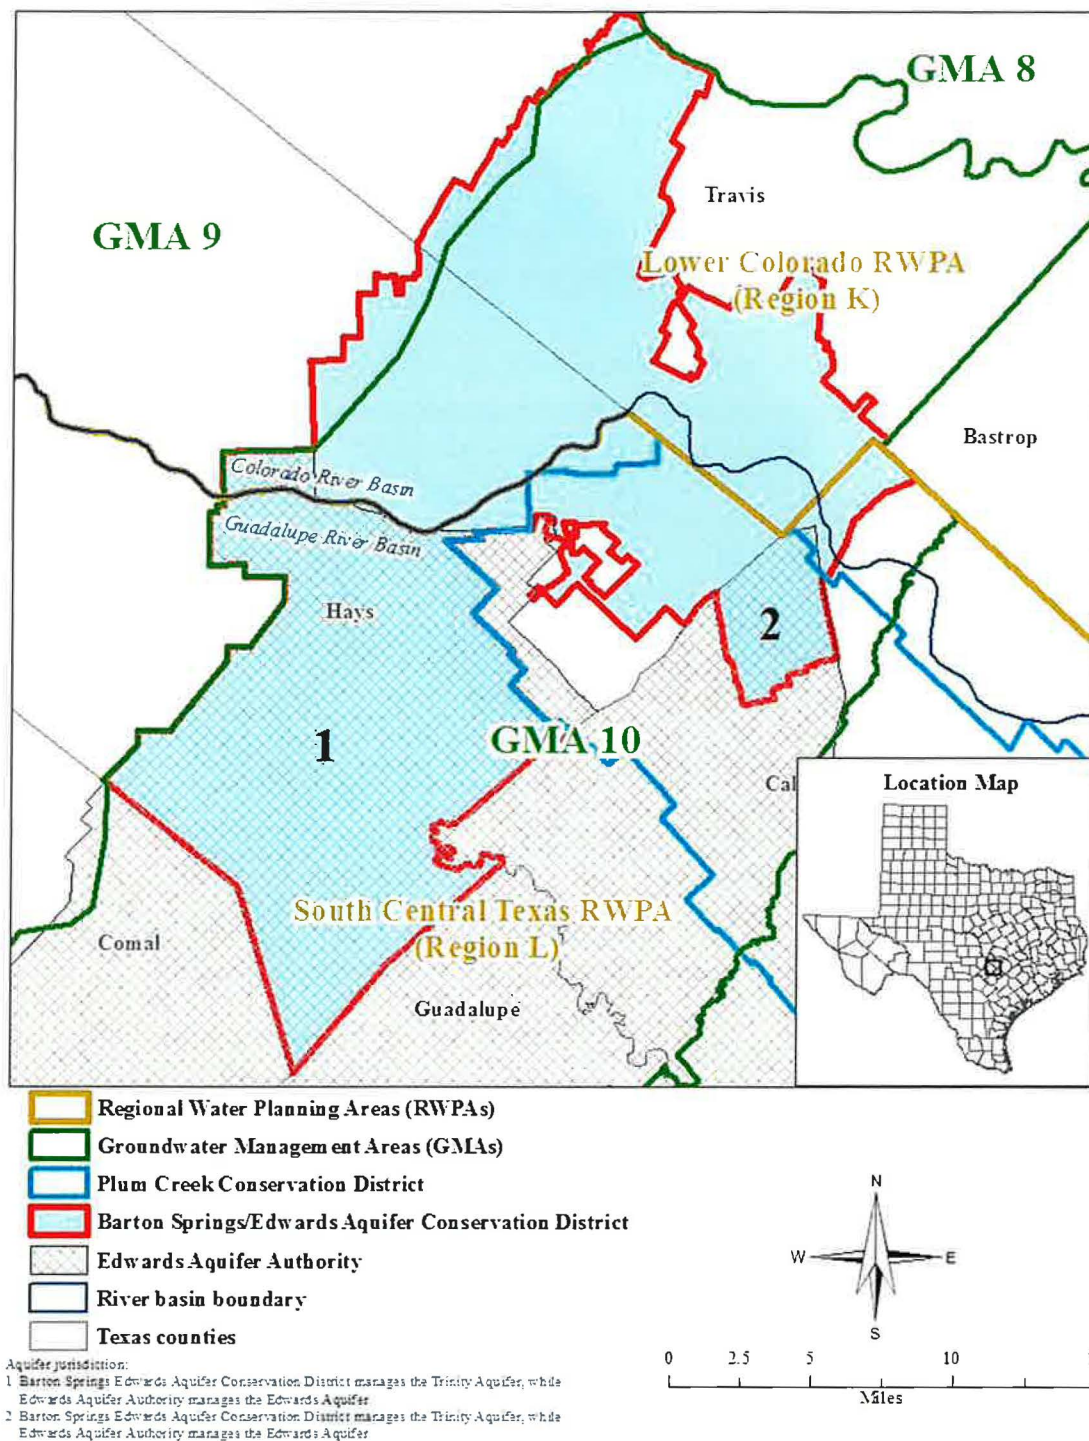 GMA 8
Travis
GMA 9
Lower Colorado RWPA
(Region K)
Bastrop
Colorado River Basin
Guadalupe River Basin
Hays
2
1
GMA 10
Cal
Location Map
South Central Texas RWPA
(Region L)
Comal
Guadalupe
Regional Water Planning Areas (RWPAs)
Groundwater Management Areas (GMAs)
Plum Creek Conservation District
Barton Springs/Edwards Aquifer Conservation District
Edwards Aquifer Authority
River basin boundary
Texas counties
N
W
E
S
0 2.5 5 10
Miles
Aquifer jurisdiction:
1 Barton Springs Edwards Aquifer Conservation District manages the Trinity Aquifer, while
Edwards Aquifer Authority manages the Edwards Aquifer
2 Barton Springs Edwards Aquifer Conservation District manages the Trinity Aquifer, while
Edwards Aquifer Authority manages the Edwards Aquifer